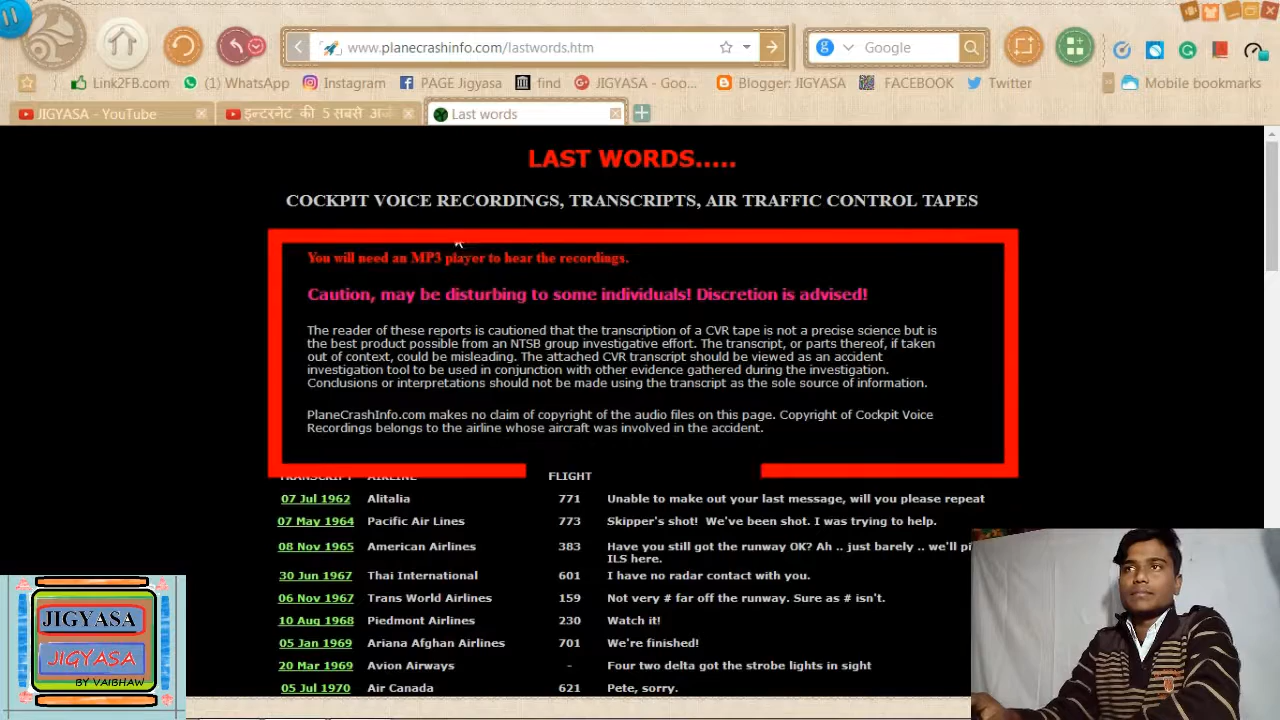 www.planecrashinfo.com/lastwords.htm
Google
Link2FB.com
(1) WhatsApp
Instagram
PAGE Jigyasa
find
JIGYASA - Goo...
Blogger: JIGYASA
FACEBOOK
Twitter
Mobile bookmarks
JIGYASA - YouTube
इन्टरनेट की 5 सबसे अज
Last words
LAST WORDS.....
COCKPIT VOICE RECORDINGS, TRANSCRIPTS, AIR TRAFFIC CONTROL TAPES
You will need an MP3 player to hear the recordings.
Caution, may be disturbing to some individuals! Discretion is advised!
The reader of these reports is cautioned that the transcription of a CVR tape is not a precise science but is
the best product possible from an NTSB group investigative effort. The transcript, or parts thereof, if taken
out of context, could be misleading. The attached CVR transcript should be viewed as an accident
investigation tool to be used in conjunction with other evidence gathered during the investigation.
Conclusions or interpretations should not be made using the transcript as the sole source of information.
PlaneCrashInfo.com makes no claim of copyright of the audio files on this page. Copyright of Cockpit Voice
Recordings belongs to the airline whose aircraft was involved in the accident.
TRANSCRIPT AIRLINE FLIGHT
07 Jul 1962 Alitalia 771 Unable to make out your last message, will you please repeat
07 May 1964 Pacific Air Lines 773 Skipper's shot! We've been shot. I was trying to help.
08 Nov 1965 American Airlines 383 Have you still got the runway OK? Ah .. just barely .. we'll pi
ILS here.
30 Jun 1967 Thai International 601 I have no radar contact with you.
06 Nov 1967 Trans World Airlines 159 Not very # far off the runway. Sure as # isn't.
10 Aug 1968 Piedmont Airlines 230 Watch it!
05 Jan 1969 Ariana Afghan Airlines 701 We're finished!
20 Mar 1969 Avion Airways - Four two delta got the strobe lights in sight
05 Jul 1970 Air Canada 621 Pete, sorry.
JIGYASA
JIGYASA
BY VAIBHAW